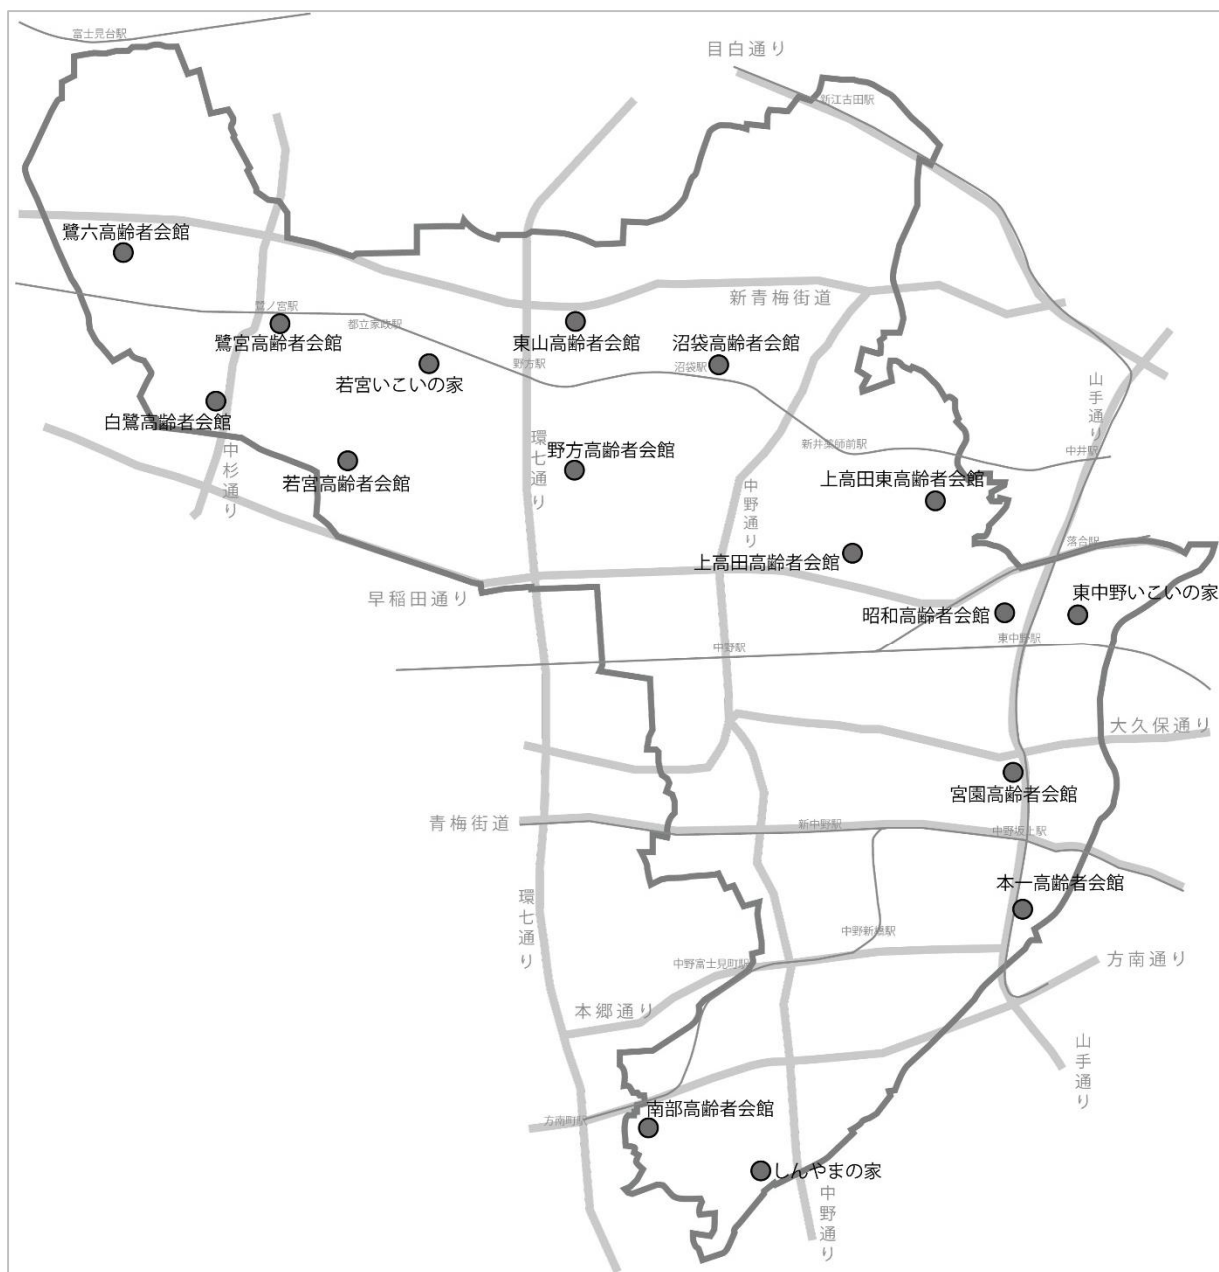 富士見台駅
目白通り
新江古田駅
鷺六高齢者会館
新青梅街道
鷺ノ宮駅
都立家政駅
鷺宮高齢者会館
東山高齢者会館
沼袋高齢者会館
野方駅
沼袋駅
若宮いこいの家
山手通り
白鷺高齢者会館
中杉通り
環七通り
新井薬師前駅
中井駅
野方高齢者会館
若宮高齢者会館
中野通り
上高田東高齢者会館
落合駅
上高田高齢者会館
早稲田通り
東中野いこいの家
昭和高齢者会館
東中野駅
中野駅
大久保通り
宮園高齢者会館
青梅街道
新中野駅
中野坂上駅
本一高齢者会館
環七通り
中野新橋駅
中野富士見町駅
方南通り
本郷通り
山手通り
南部高齢者会館
方南町駅
しんやまの家
中野通り